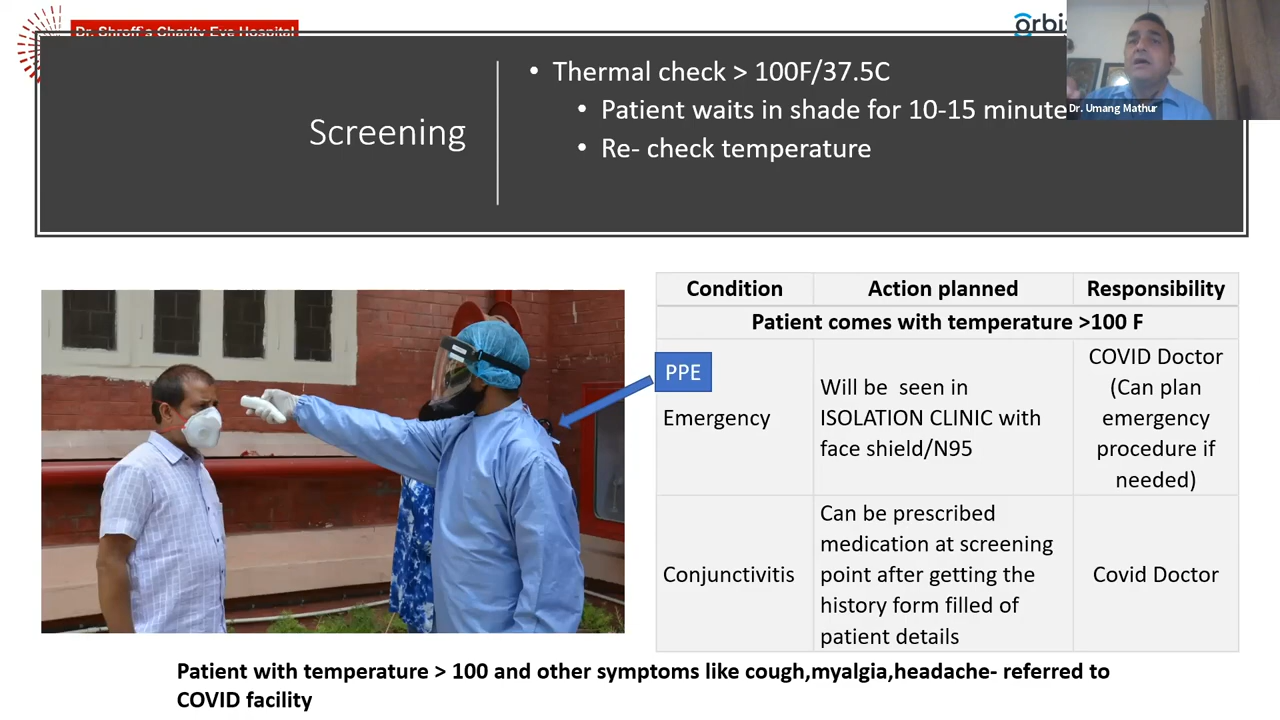 Dr. Shroff's Charity Eye Hospital
orbis
Screening
• Thermal check > 100F/37.5C
• Patient waits in shade for 10-15 minute
• Re- check temperature
Dr. Umang Mathur
PPE
Condition
Action planned
Responsibility
Patient comes with temperature >100 F
Emergency
Will be seen in
ISOLATION CLINIC with
face shield/N95
COVID Doctor
(Can plan
emergency
procedure if
needed)
Conjunctivitis
Can be prescribed
medication at screening
point after getting the
history form filled of
patient details
Covid Doctor
Patient with temperature > 100 and other symptoms like cough,myalgia,headache- referred to
COVID facility